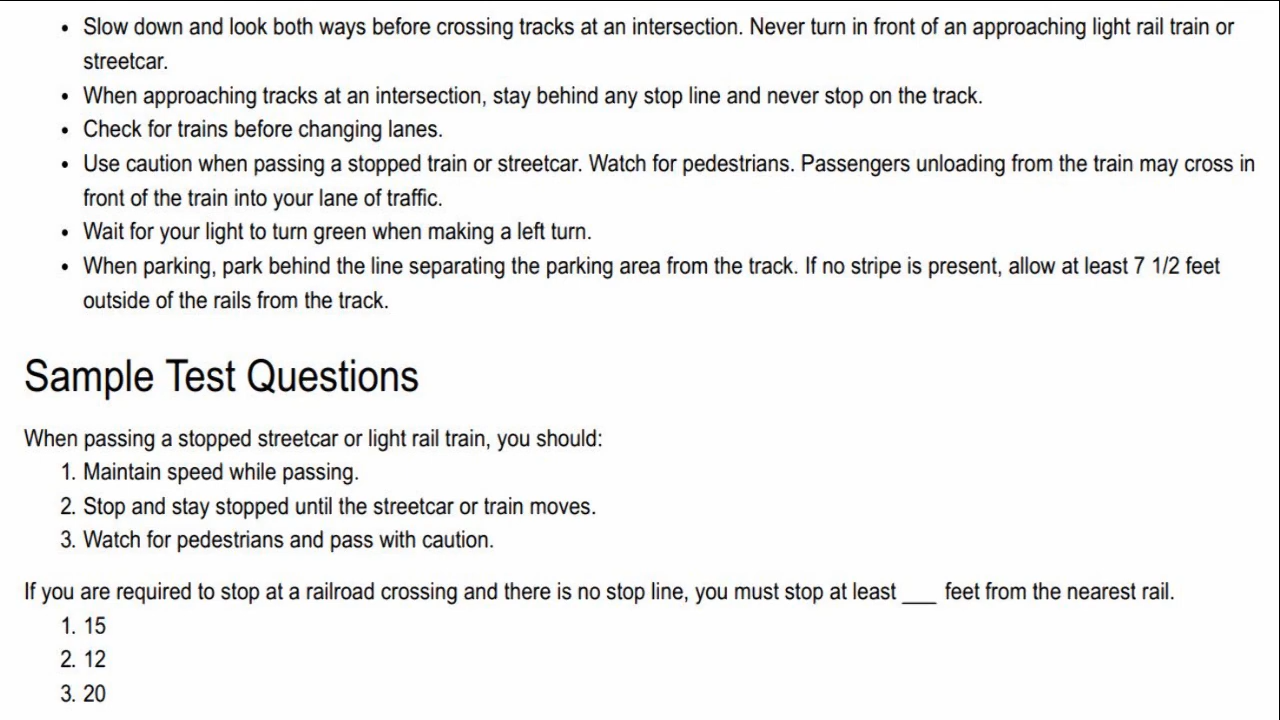 • Slow down and look both ways before crossing tracks at an intersection. Never turn in front of an approaching light rail train or
streetcar.
• When approaching tracks at an intersection, stay behind any stop line and never stop on the track.
• Check for trains before changing lanes.
• Use caution when passing a stopped train or streetcar. Watch for pedestrians. Passengers unloading from the train may cross in
front of the train into your lane of traffic.
• Wait for your light to turn green when making a left turn.
• When parking, park behind the line separating the parking area from the track. If no stripe is present, allow at least 7 1/2 feet
outside of the rails from the track.
Sample Test Questions
When passing a stopped streetcar or light rail train, you should:
1. Maintain speed while passing.
2. Stop and stay stopped until the streetcar or train moves.
3. Watch for pedestrians and pass with caution.
If you are required to stop at a railroad crossing and there is no stop line, you must stop at least ___ feet from the nearest rail.
1. 15
2. 12
3. 20